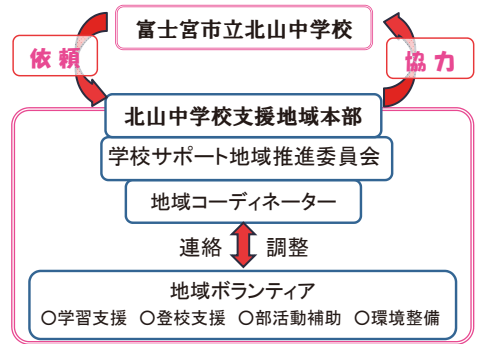 富士宮市立北山中学校
依頼
協力
北山中学校支援地域本部
学校サポート地域推進委員会
地域コーディネーター
連絡 調整
地域ボランティア
○学習支援 ○登校支援 ○部活動補助 ○環境整備